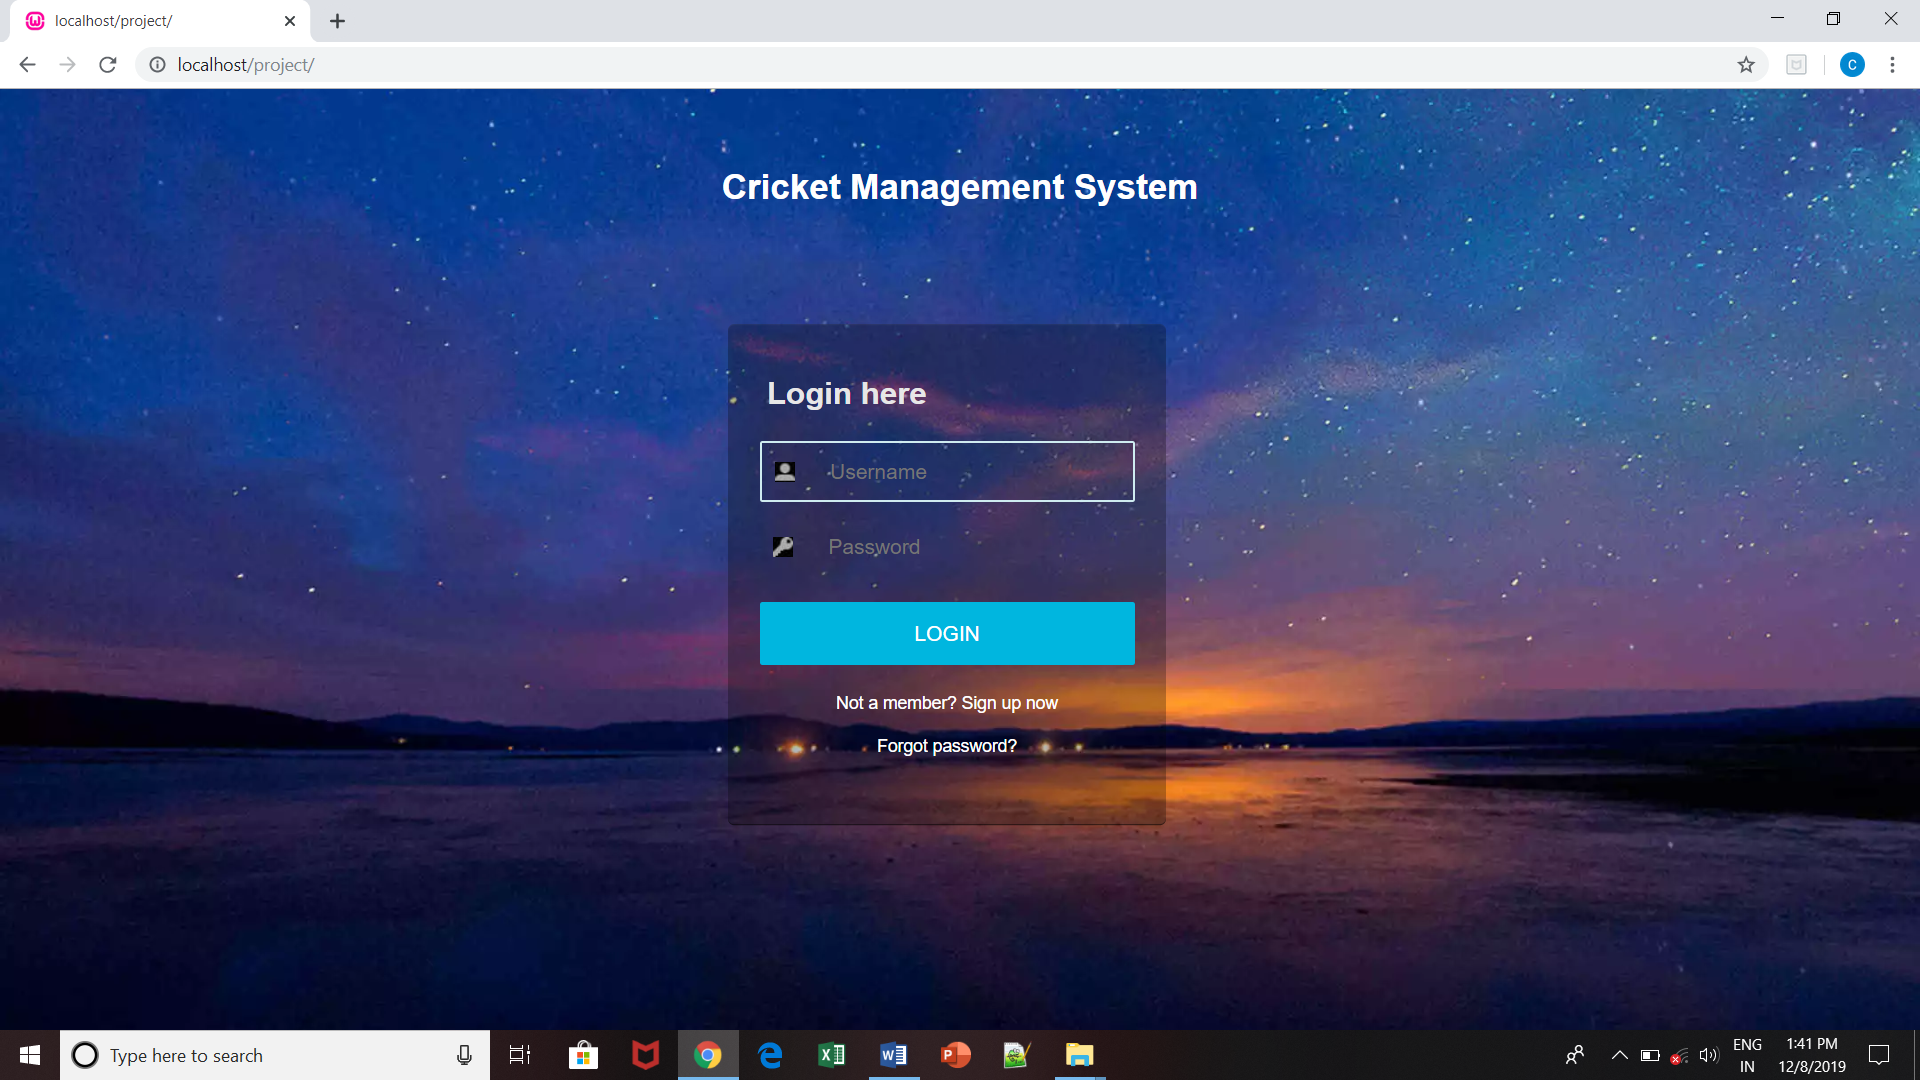 localhost/project/
localhost/project/
C
Cricket Management System
Login here
Username
Password
LOGIN
Not a member? Sign up now
Forgot password?
Type here to search
ENG
IN
1:41 PM
12/8/2019